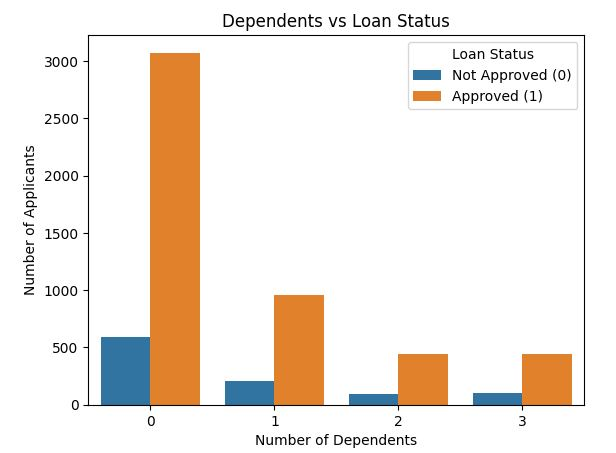 Dependents vs Loan Status
Loan Status
Not Approved (0)
Approved (1)
Number of Applicants
3000
2500
2000
1500
1000
500
0
0 1 2 3
Number of Dependents